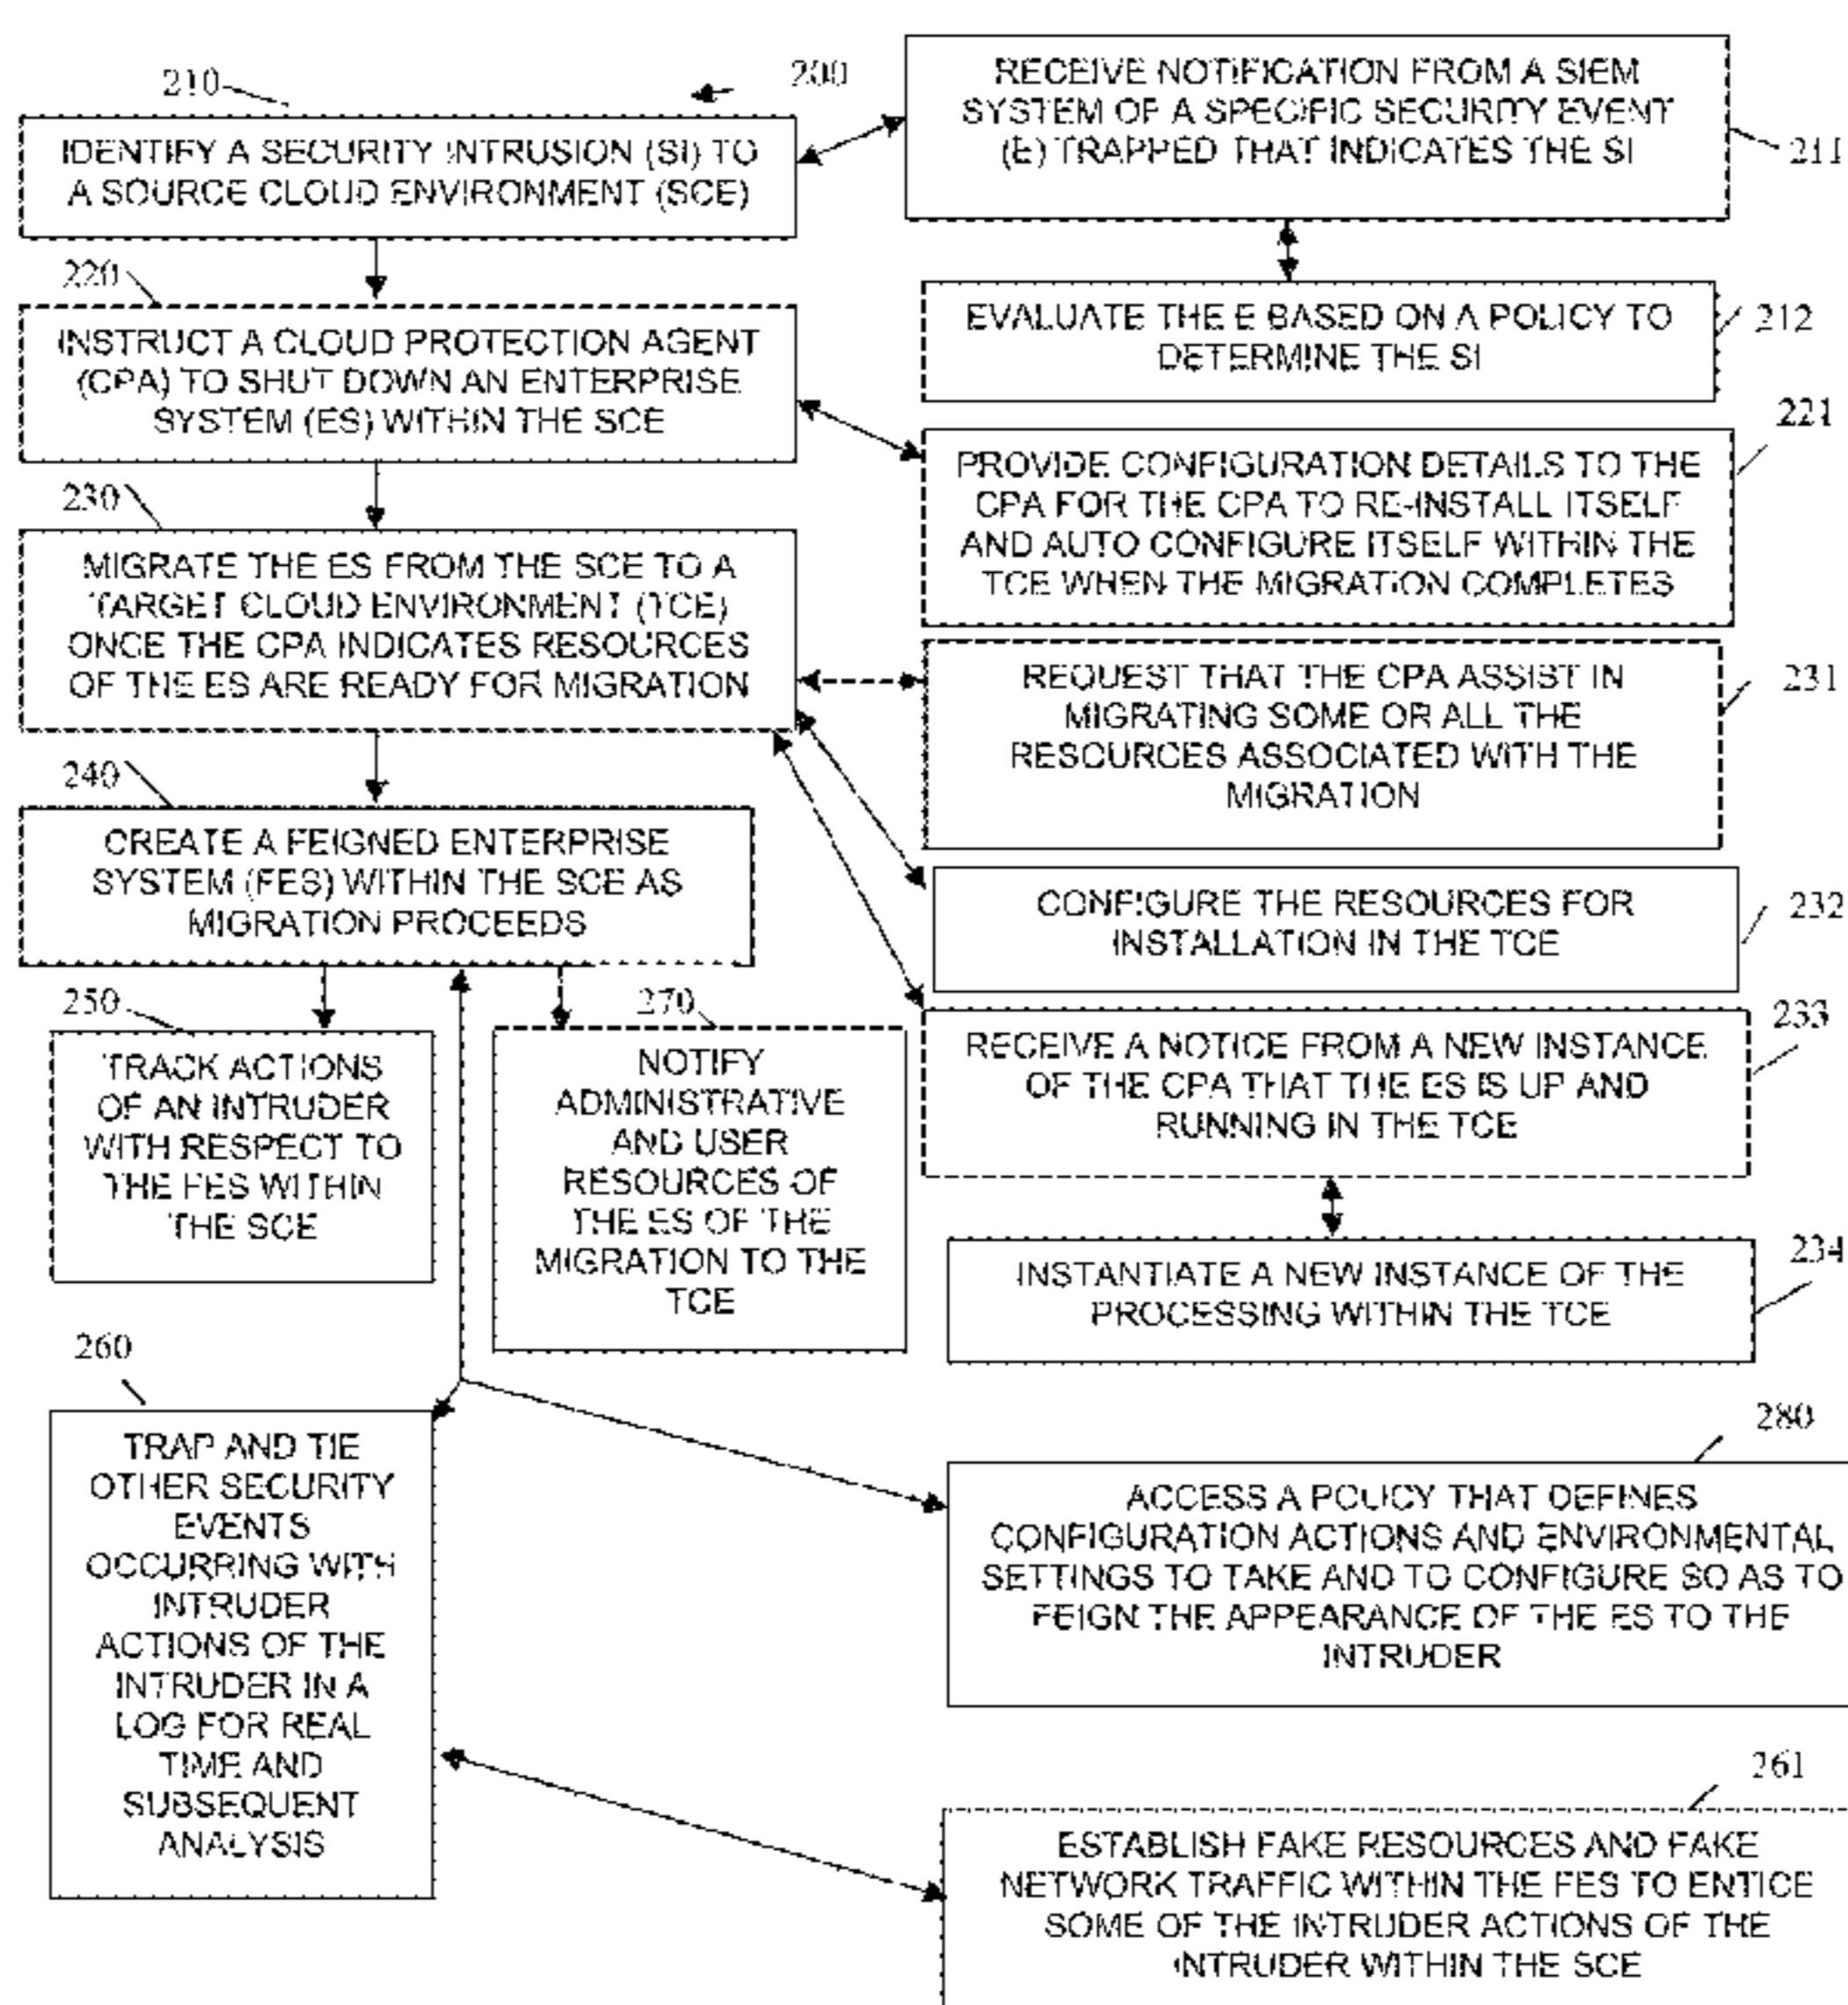 200
210
IDENTIFY A SECURITY INTRUSION (SI) TO
A SOURCE CLOUD ENVIRONMENT (SCE)
RECEIVE NOTIFICATION FROM A SIEM
SYSTEM OF A SPECIFIC SECURITY EVENT
(E) TRAPPED THAT INDICATES THE SI
211
EVALUATE THE E BASED ON A POLICY TO
DETERMINE THE SI
212
220
INSTRUCT A CLOUD PROTECTION AGENT
(CPA) TO SHUT DOWN AN ENTERPRISE
SYSTEM (ES) WITHIN THE SCE
221
PROVIDE CONFIGURATION DETAILS TO THE
CPA FOR THE CPA TO RE-INSTALL ITSELF
AND AUTO CONFIGURE ITSELF WITHIN THE
TCE WHEN THE MIGRATION COMPLETES
230
MIGRATE THE ES FROM THE SCE TO A
TARGET CLOUD ENVIRONMENT (TCE)
ONCE THE CPA INDICATES RESOURCES
OF THE ES ARE READY FOR MIGRATION
REQUEST THAT THE CPA ASSIST IN
MIGRATING SOME OR ALL THE
RESOURCES ASSOCIATED WITH THE
MIGRATION
231
CONFIGURE THE RESOURCES FOR
INSTALLATION IN THE TCE
232
RECEIVE A NOTICE FROM A NEW INSTANCE
OF THE CPA THAT THE ES IS UP AND
RUNNING IN THE TCE
233
INSTANTIATE A NEW INSTANCE OF THE
PROCESSING WITHIN THE TCE
234
240
CREATE A FEIGNED ENTERPRISE
SYSTEM (FES) WITHIN THE SCE AS
MIGRATION PROCEEDS
250
TRACK ACTIONS
OF AN INTRUDER
WITH RESPECT TO
THE FES WITHIN
THE SCE
270
NOTIFY
ADMINISTRATIVE
AND USER
RESOURCES OF
THE ES OF THE
MIGRATION TO THE
TCE
260
TRAP AND TIE
OTHER SECURITY
EVENTS
OCCURRING WITH
INTRUDER
ACTIONS OF THE
INTRUDER IN A
LOG FOR REAL
TIME AND
SUBSEQUENT
ANALYSIS
280
ACCESS A POLICY THAT DEFINES
CONFIGURATION ACTIONS AND ENVIRONMENTAL
SETTINGS TO TAKE AND TO CONFIGURE SO AS TO
FEIGN THE APPEARANCE OF THE ES TO THE
INTRUDER
261
ESTABLISH FAKE RESOURCES AND FAKE
NETWORK TRAFFIC WITHIN THE FES TO ENTICE
SOME OF THE INTRUDER ACTIONS OF THE
INTRUDER WITHIN THE SCE